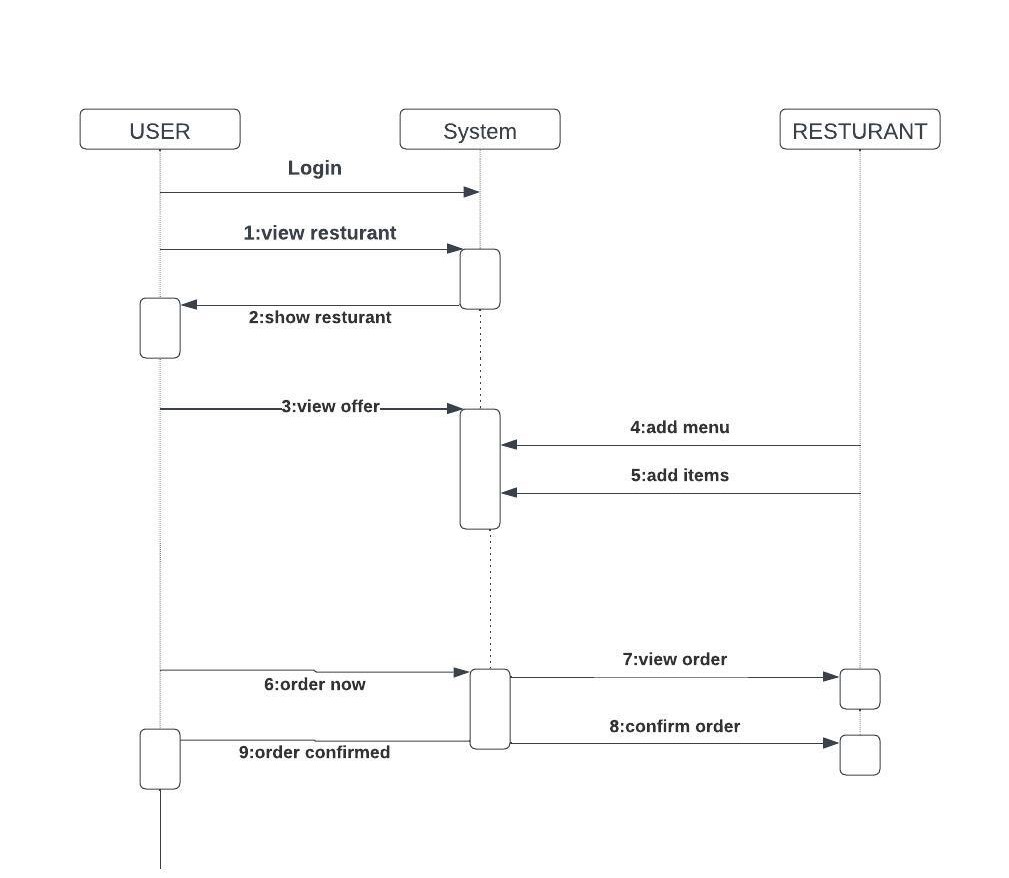 USER
System
RESTURANT
Login
1:view resturant
2:show resturant
3:view offer
4:add menu
5:add items
7:view order
6:order now
8:confirm order
9:order confirmed